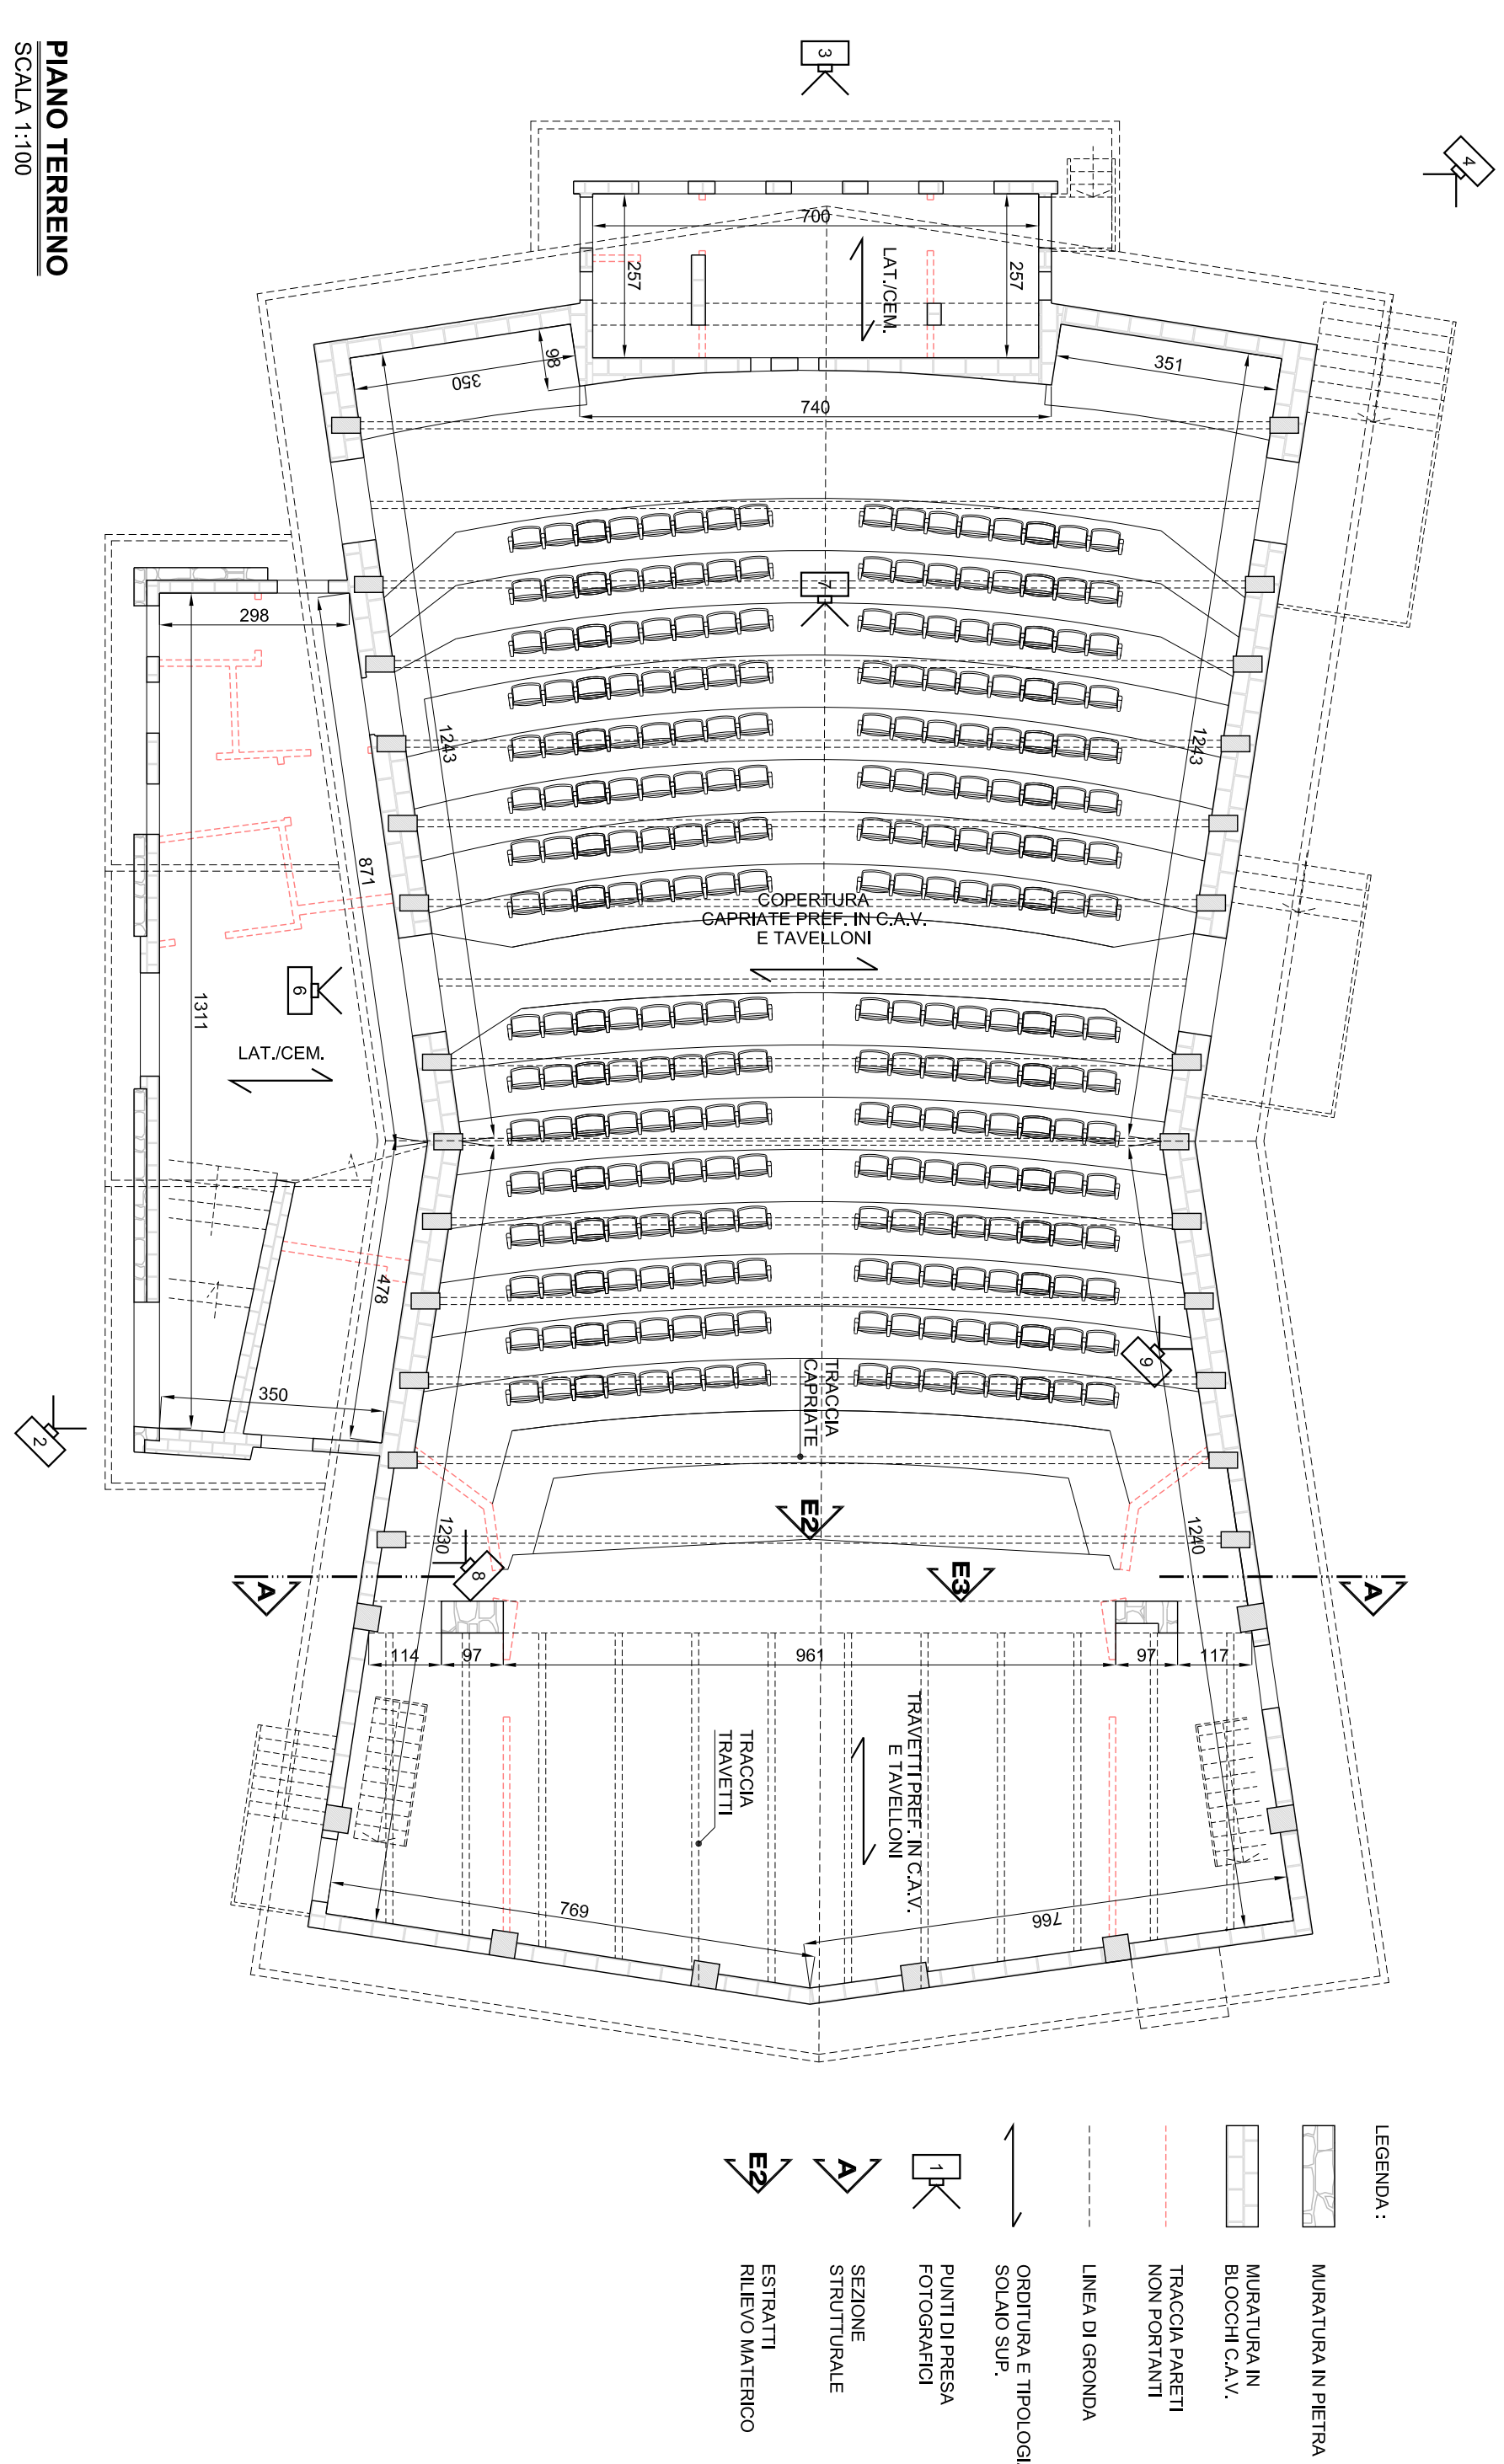 PIANO TERRENO
SCALA 1:100
3
4
700
257
257
LAT./CEM.
98
350
351
740
7
298
1243
1243
871
COPERTURA
CAPRIATE PREF. IN C.A.V.
E TAVELLONI
6
1311
LAT./CEM.
478
350
2
9
TRACCIA
CAPRIATE
E2
E3
1230
1240
8
A
A
114
97
961
97
117
TRAVETTI PREF. IN C.A.V.
E TAVELLONI
TRACCIA
TRAVETTI
769
766
LEGENDA :
MURATURA IN PIETRA
MURATURA IN
BLOCCHI C.A.V.
TRACCIA PARETI
NON PORTANTI
LINEA DI GRONDA
ORDITURA E TIPOLOGI
SOLAIO SUP.
1
PUNTI DI PRESA
FOTOGRAFICI
A
SEZIONE
STRUTTURALE
E2
ESTRATTI
RILIEVO MATERICO